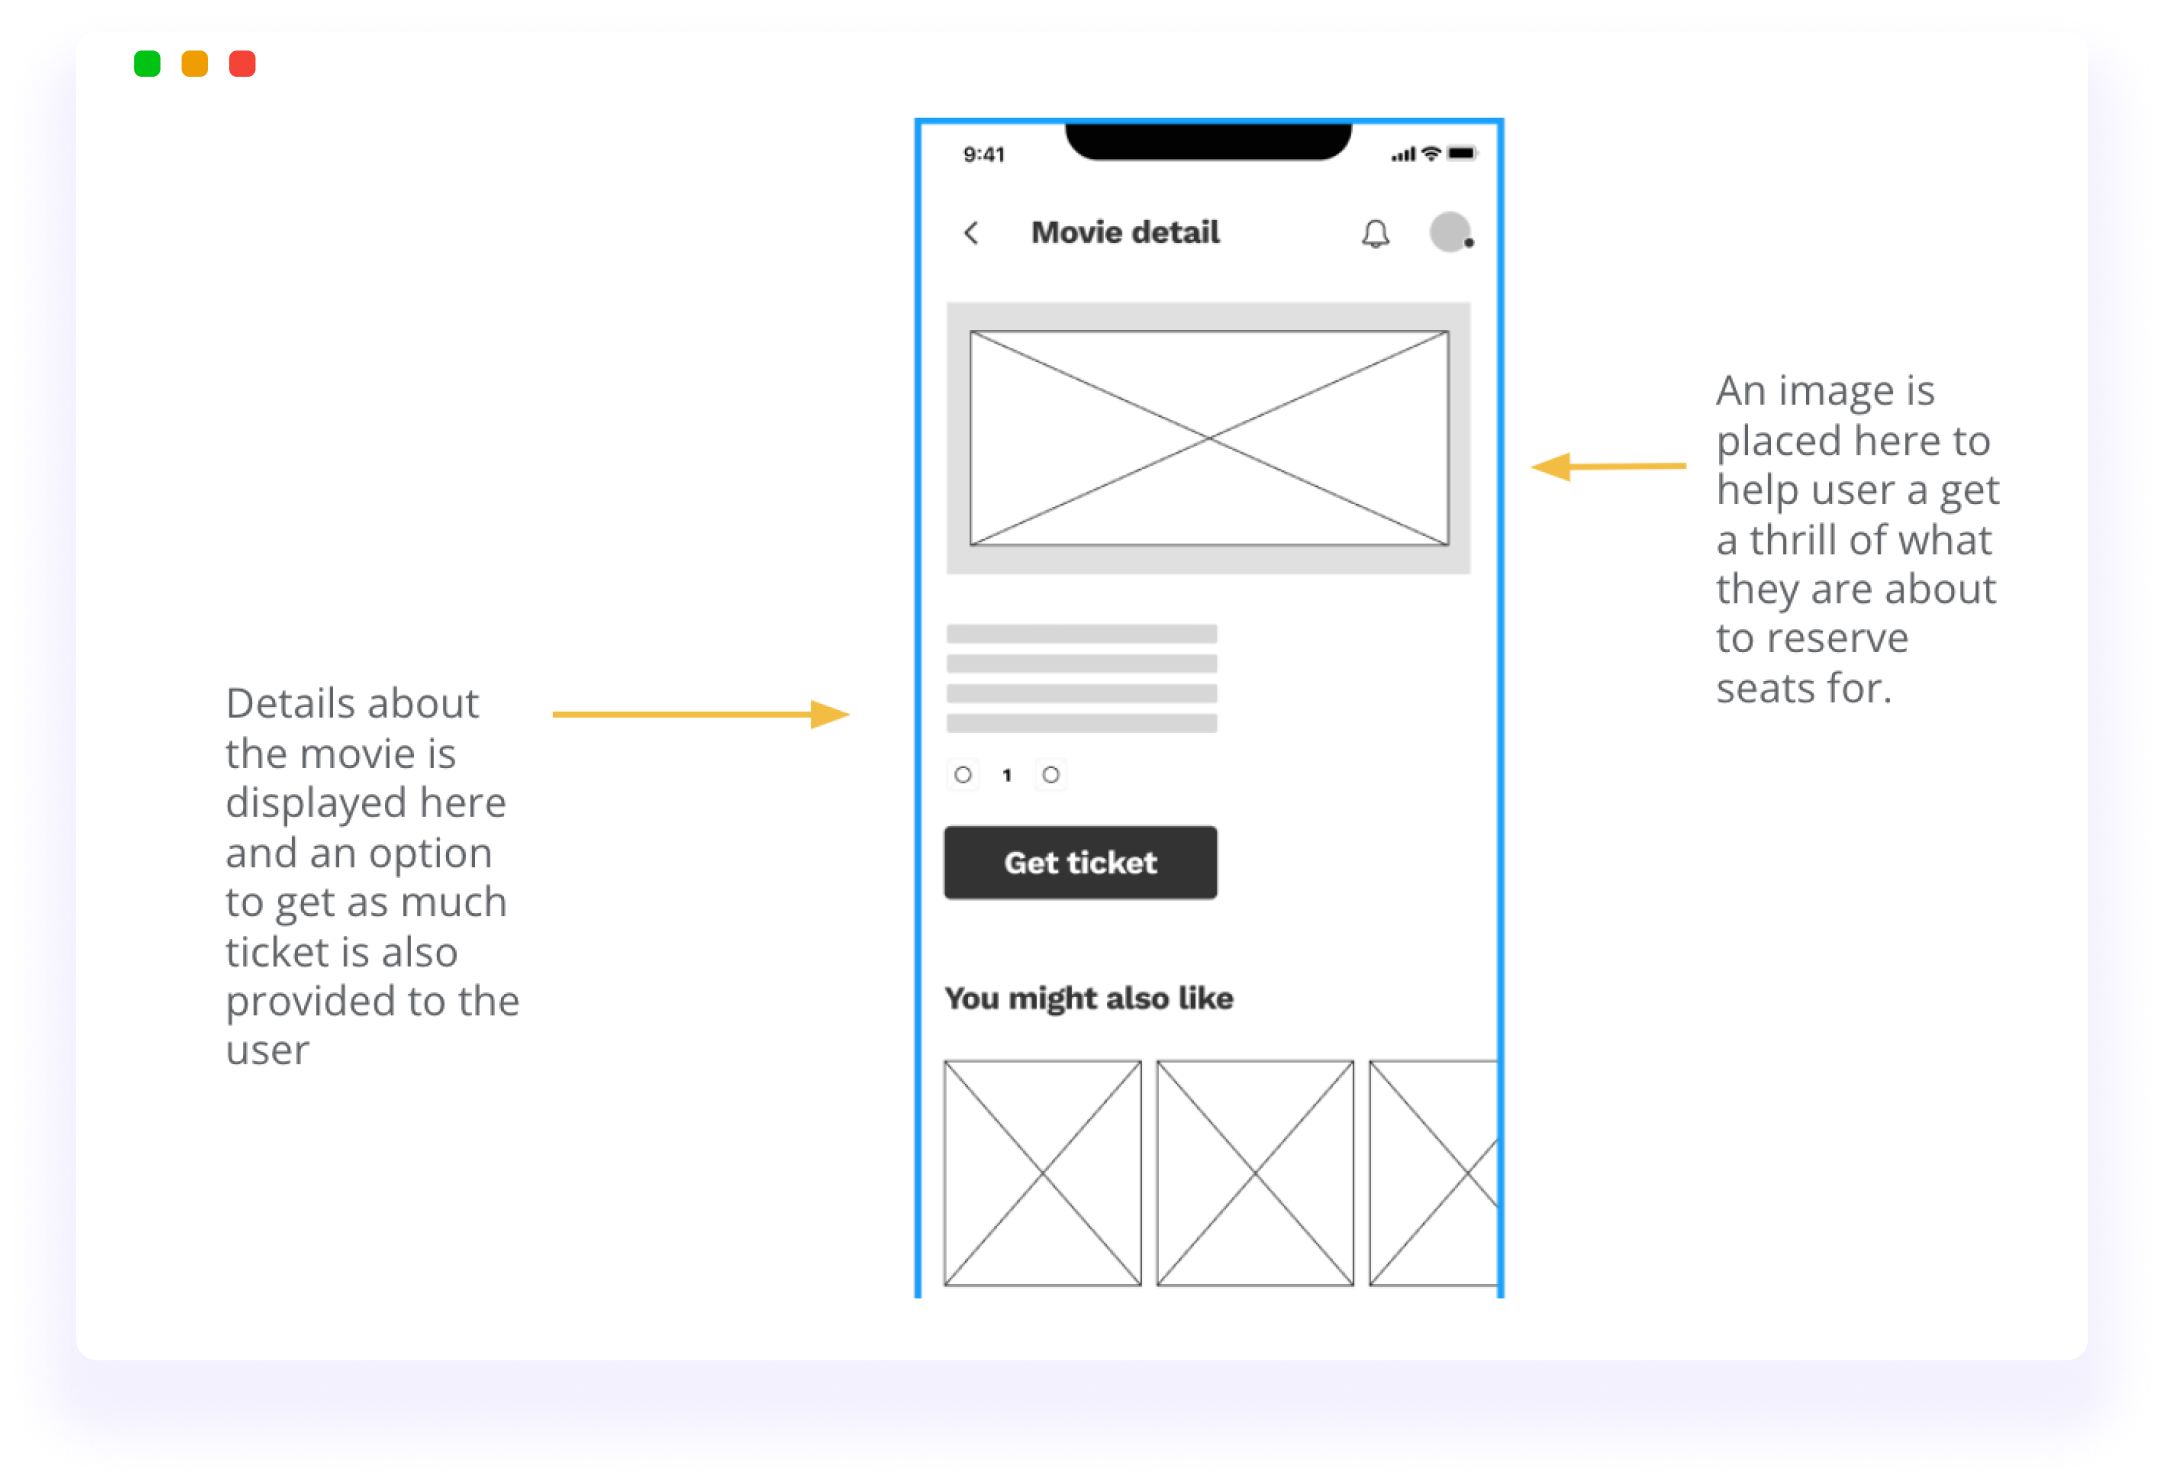 9:41
Movie detail
An image is
placed here to
help user a get
a thrill of what
they are about
to reserve
seats for.
Details about
the movie is
displayed here
and an option
to get as much
ticket is also
provided to the
user
1
Get ticket
You might also like